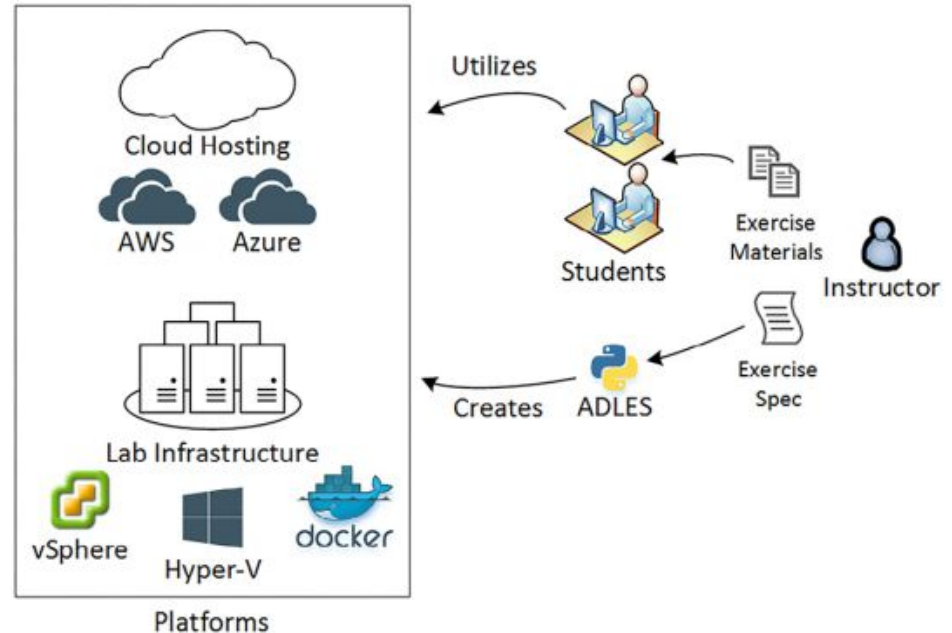 Cloud Hosting
AWS
Azure
Lab Infrastructure
vSphere
Hyper-V
docker
Platforms
Utilizes
Students
Creates
ADLES
Exercise
Materials
Instructor
Exercise
Spec